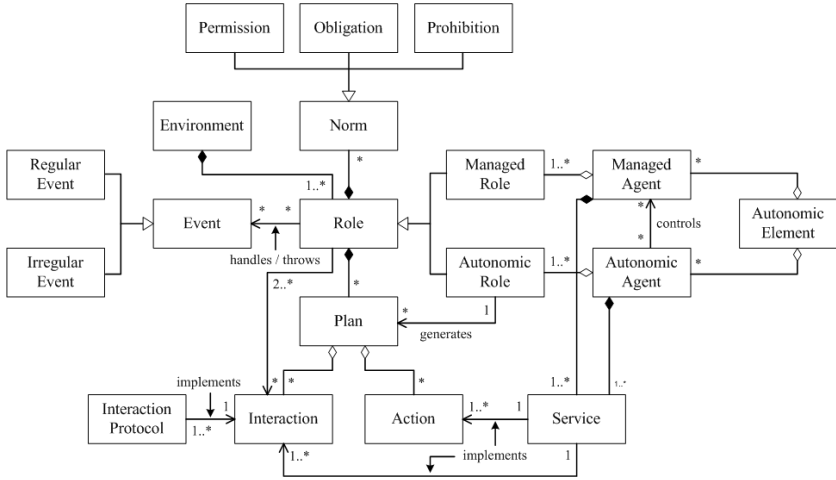 Permission
Obligation
Prohibition
Environment
Norm
Regular
Event
Managed
Role
1..*
Managed
Agent
*
*
1..*
*
*
Event
*
*
Role
controls
Autonomic
Element
handles / throws
*
Irregular
Event
Autonomic
Role
1..*
Autonomic
Agent
*
2..*
*
1
*
Plan
generates
implements
*
*
*
1..*
1..*
Interaction
Protocol
1
1..*
Interaction
Action
1..*
1
Service
1..*
implements
1